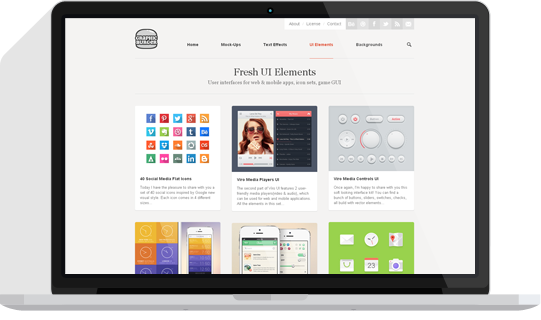 About License Contact
GRAPHIC
BURGER
Home Mock-Ups Text Effects UI Elements Backgrounds
Fresh UI Elements
User interfaces for web & mobile apps, icon sets, game GUI
40 Social Media Flat Icons
Today I have the pleasure to share you with a
set of 40 social icons inspired by Google new
visual style. Each icon comes in 4 different
sizes...
Viro Media Players UI
The second part of Viro UI features 2 user
friendly media players(video & audio), which
can be used for web and mobile applications.
All the elements in this set...
Viro Media Controls UI
Once again, I'm happy to share with you this
soft looking interface kit! You can find a
bunch of buttons, sliders, switches, checks,
all build with vector elements...
23